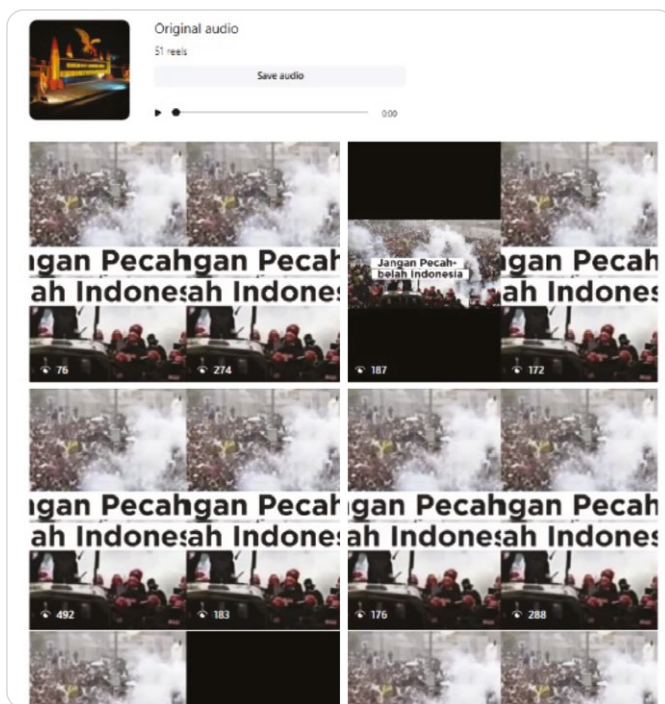 Original audio
51 reels
Save audio
0:00
ngan Pecah
ah Indones
76
ngan Pecah
ah Indones
274
Jangan Pecah-
belah Indonesia
187
ngan Pecah
ah Indones
172
ngan Pecah
ah Indones
492
ngan Pecah
ah Indones
183
ngan Pecah
ah Indones
176
ngan Pecah
ah Indones
288